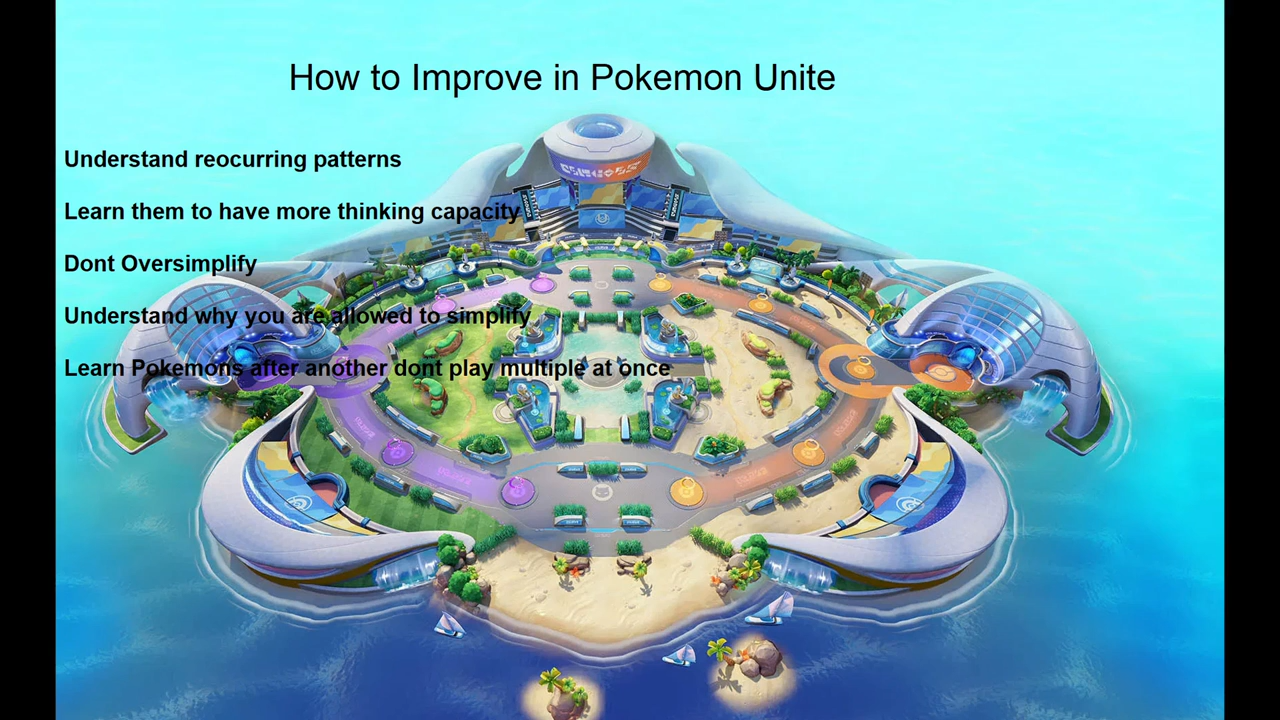 How to Improve in Pokemon Unite
Understand reocurring patterns
Learn them to have more thinking capacity
Dont Oversimplify
Understand why you are allowed to simplify
Learn Pokemons after another dont play multiple at once